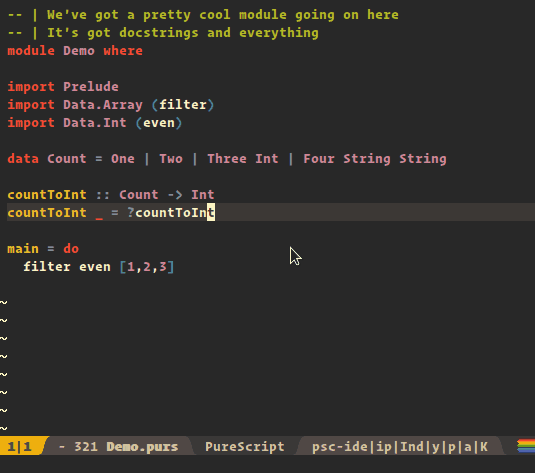 -- | We've got a pretty cool module going on here
-- | It's got docstrings and everything
module Demo where
import Prelude
import Data.Array (filter)
import Data.Int (even)
data Count = One | Two | Three Int | Four String String
countToInt :: Count -> Int
countToInt _ = ?countToInt
main = do
  filter even [1,2,3]
~
~
~
~
~
~
~
~
1|1 - 321 Demo.purs PureScript psc-ide|ip|Ind|y|p|a|K